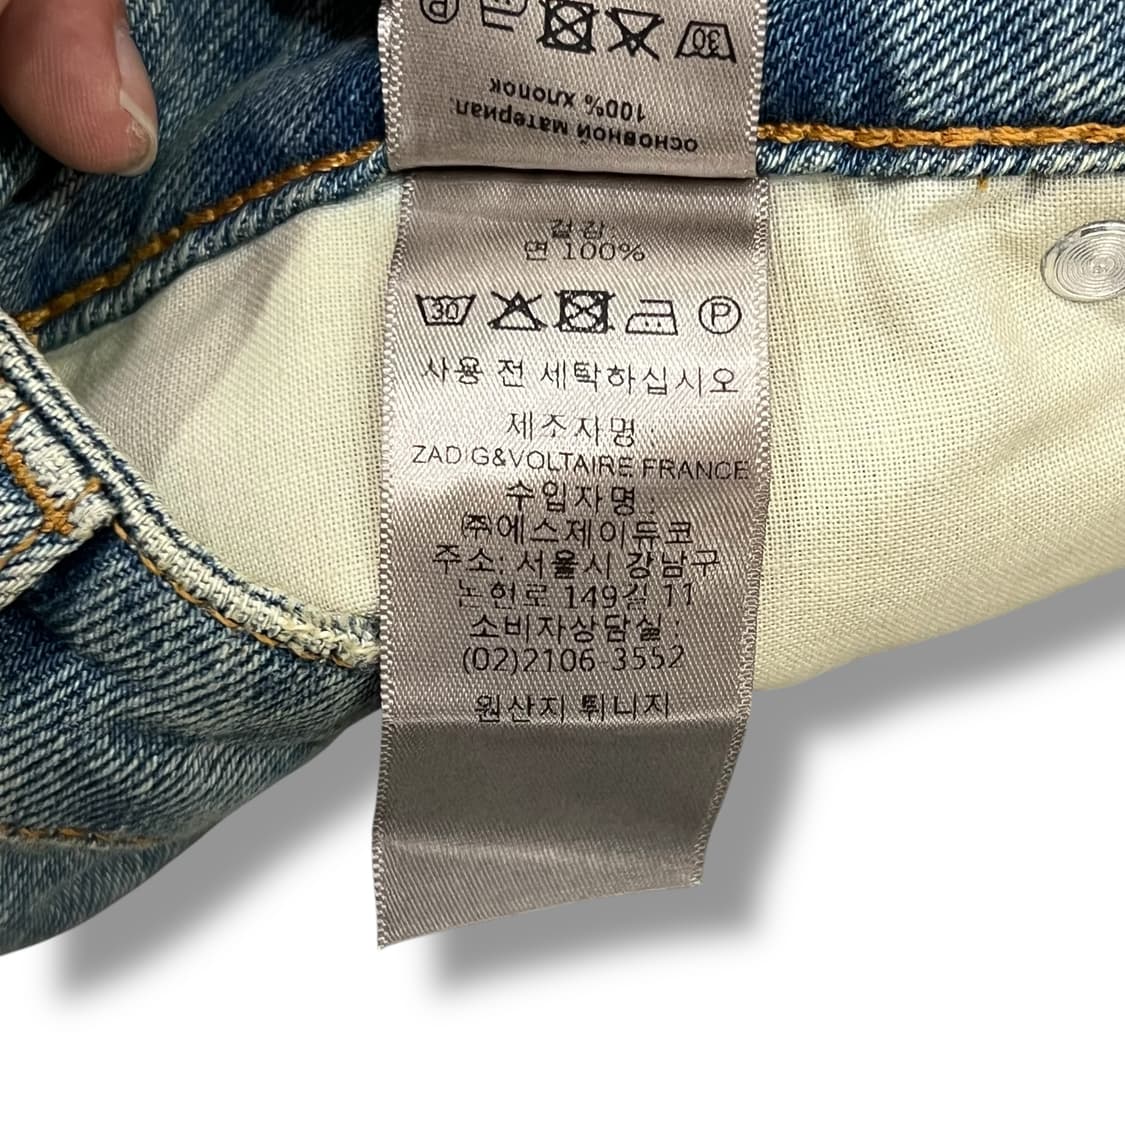 основной материал.
100% хлопок
30
겉감
면 100%
30 P
사용 전 세탁하십시오
제조자명 :
ZADIG&VOLTAIRE FRANCE
수입자명 :
㈜에스제이듀코
주소: 서울시 강남구
논현로 149길 11
소비자상담실 :
(02)2106-3552
원산지 튀니지